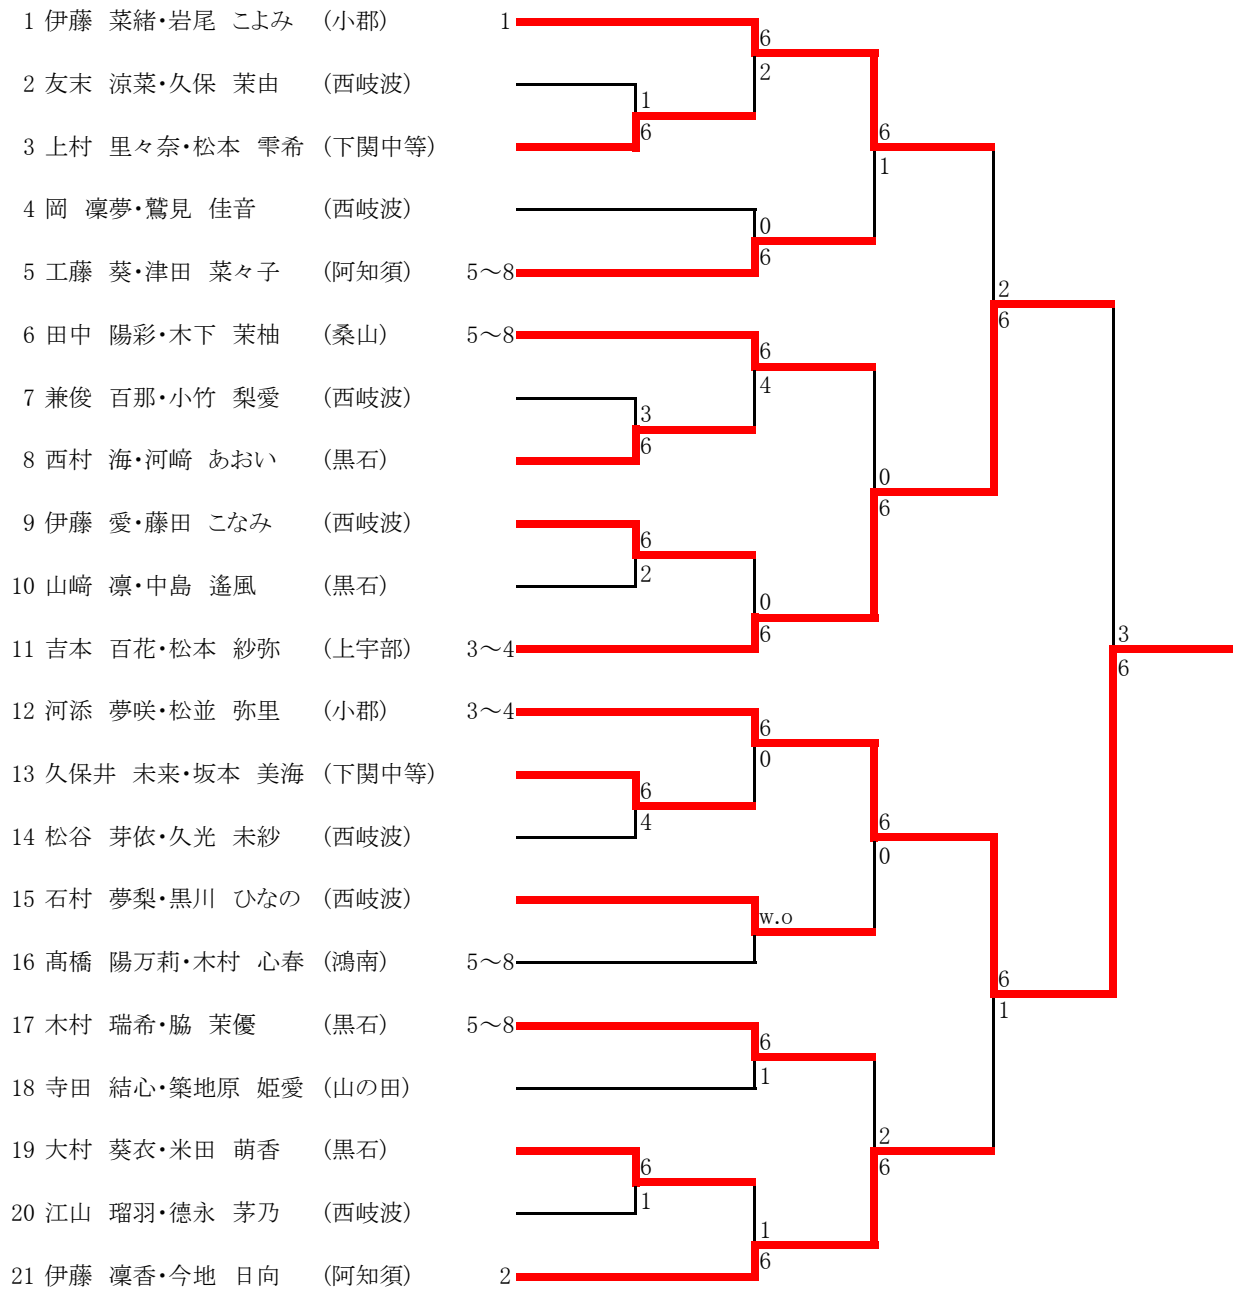 1 伊藤 菜緒・岩尾 こよみ (小郡) 1
6
2
2 友末 涼菜・久保 茉由 (西岐波)
1
6
3 上村 里々奈・松本 雫希 (下関中等)
6
1
4 岡 凜夢・鷲見 佳音 (西岐波)
0
6
5 工藤 葵・津田 菜々子 (阿知須) 5～8
2
6
6 田中 陽彩・木下 茉柚 (桑山) 5～8
6
4
7 兼俊 百那・小竹 梨愛 (西岐波)
3
6
8 西村 海・河﨑 あおい (黒石)
0
6
9 伊藤 愛・藤田 こなみ (西岐波)
6
2
10 山﨑 凛・中島 遙風 (黒石)
0
6
11 吉本 百花・松本 紗弥 (上宇部) 3～4
3
6
12 河添 夢咲・松並 弥里 (小郡) 3～4
6
0
13 久保井 未来・坂本 美海 (下関中等)
6
4
14 松谷 芽依・久光 未紗 (西岐波)
6
0
15 石村 夢梨・黒川 ひなの (西岐波)
w.o
16 髙橋 陽万莉・木村 心春 (鴻南) 5～8
6
1
17 木村 瑞希・脇 茉優 (黒石) 5～8
6
1
18 寺田 結心・築地原 姫愛 (山の田)
2
6
19 大村 葵衣・米田 萌香 (黒石)
6
1
20 江山 瑠羽・德永 茅乃 (西岐波)
1
6
21 伊藤 凜香・今地 日向 (阿知須) 2